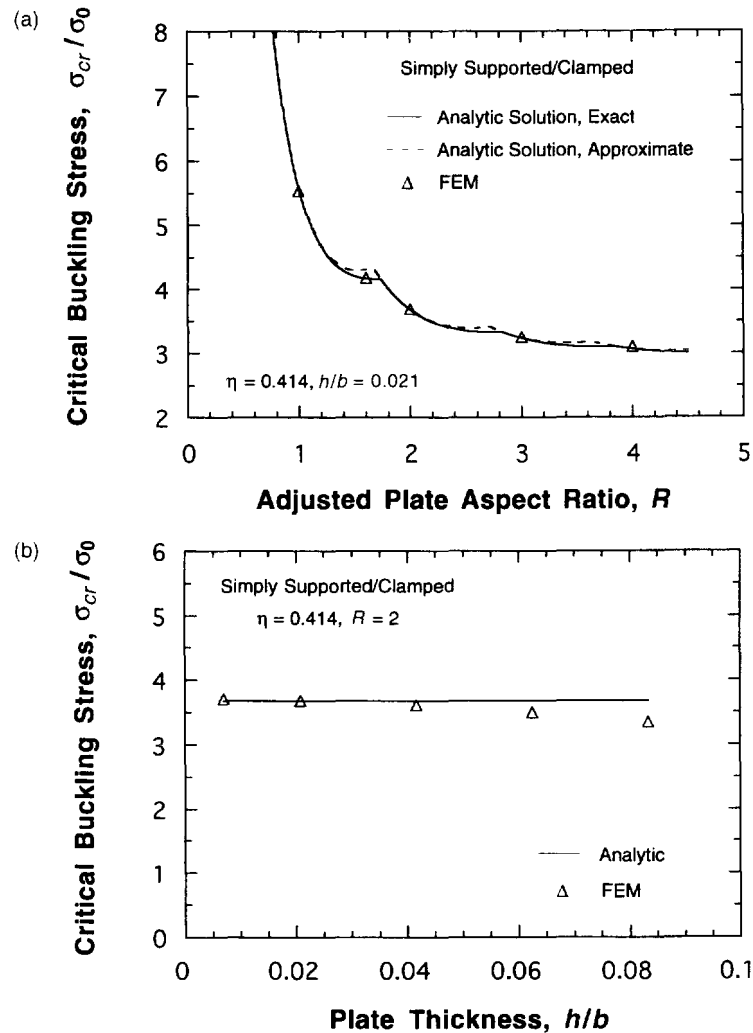 (a)
Critical Buckling Stress, σcr/σ0
8
7
6
5
4
3
2
Simply Supported/Clamped
Analytic Solution, Exact
Analytic Solution, Approximate
FEM
η = 0.414, h/b = 0.021
0 1 2 3 4 5
Adjusted Plate Aspect Ratio, R
(b)
Critical Buckling Stress, σcr/σ0
6
5
4
3
2
1
0
Simply Supported/Clamped
η = 0.414, R = 2
Analytic
FEM
0 0.02 0.04 0.06 0.08 0.1
Plate Thickness, h/b